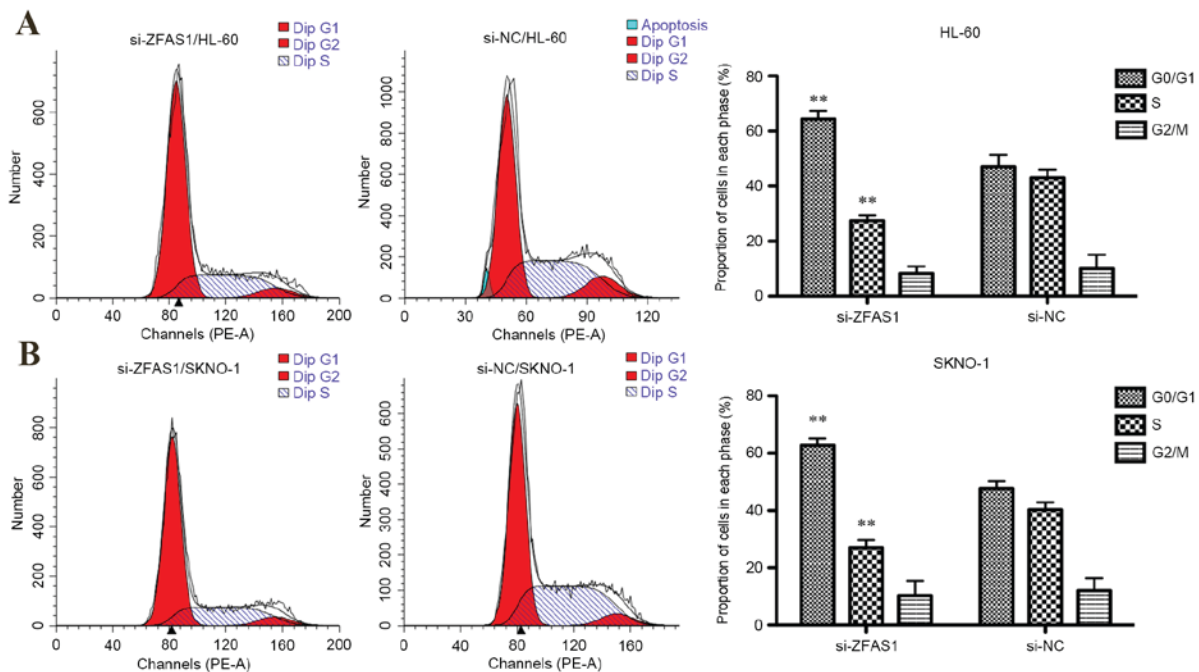 A
si-ZFAS1/HL-60
Dip G1
Dip G2
Dip S
Number
0 200 400 600
0 40 80 120 160 200
Channels (PE-A)
si-NC/HL-60
Apoptosis
Dip G1
Dip G2
Dip S
Number
0 200 400 600 800 1000
30 60 90 120
Channels (PE-A)
HL-60
Proportion of cells in each phase (%)
80
60
40
20
0
**
**
si-ZFAS1
si-NC
G0/G1
S
G2/M
B
si-ZFAS1/SKNO-1
Dip G1
Dip G2
Dip S
Number
0 200 400 600 800
0 40 80 120 160 200
Channels (PE-A)
si-NC/SKNO-1
Dip G1
Dip G2
Dip S
Number
0 100 200 300 400 500 600
0 40 80 120 160
Channels (PE-A)
SKNO-1
Proportion of cells in each phase (%)
80
60
40
20
0
**
**
si-ZFAS1
si-NC
G0/G1
S
G2/M